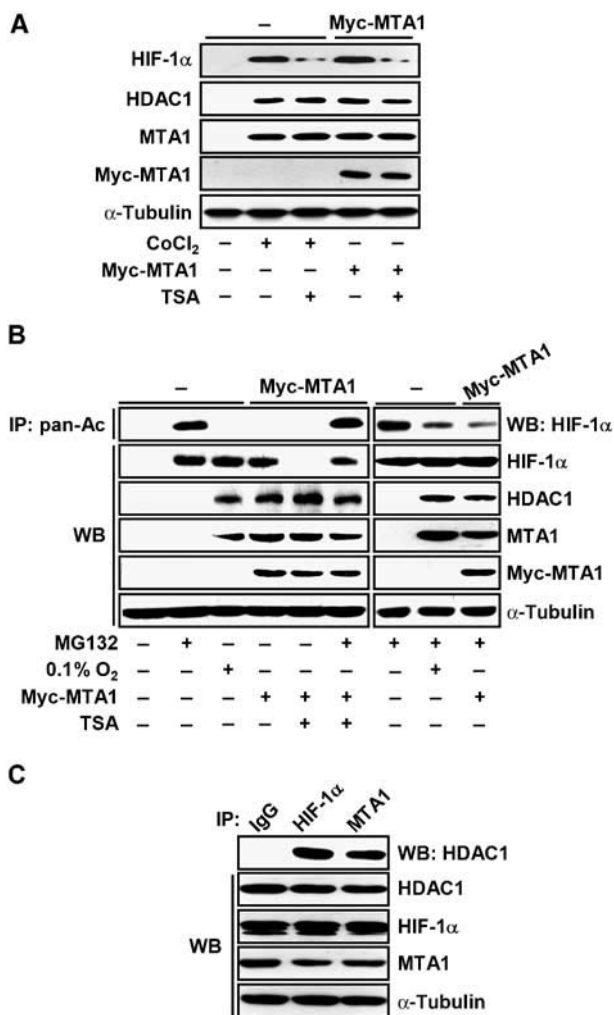 A
– Myc-MTA1
HIF-1α
HDAC1
MTA1
Myc-MTA1
α-Tubulin
CoCl₂ – + + – –
Myc-MTA1 – – – + +
TSA – – + – +
B
– Myc-MTA1 – Myc-MTA1
IP: pan-Ac WB: HIF-1α
HIF-1α
HDAC1
WB MTA1
Myc-MTA1
α-Tubulin
MG132 – + – – – + + + +
0.1% O₂ – – + – – – – + –
Myc-MTA1 – – – + + + – – +
TSA – – – – + + – – –
C
IP: IgG HIF-1α MTA1
WB: HDAC1
HDAC1
HIF-1α
WB
MTA1
α-Tubulin